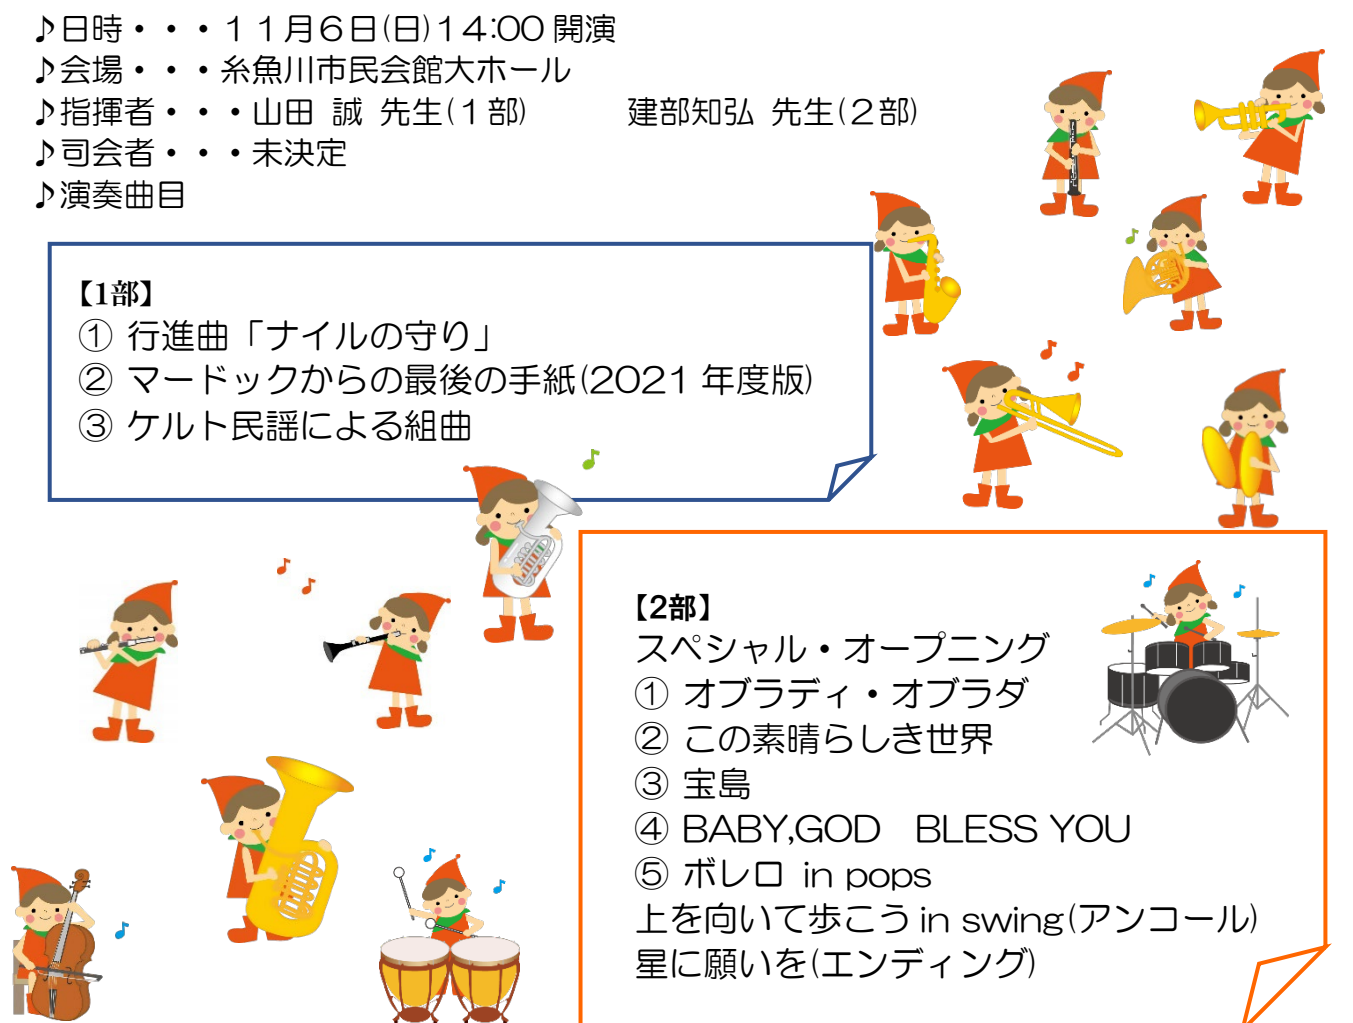 ♪日時・・・１１月６日(日)１４:００開演
♪会場・・・糸魚川市民会館大ホール
♪指揮者・・・山田 誠 先生(１部)　　　建部知弘 先生(２部)
♪司会者・・・未決定
♪演奏曲目
【1部】
① 行進曲「ナイルの守り」
② マードックからの最後の手紙(2021 年度版)
③ ケルト民謡による組曲
【2部】
スペシャル・オープニング
① オブラディ・オブラダ
② この素晴らしき世界
③ 宝島
④ BABY,GOD　BLESS YOU
⑤ ボレロ in pops
上を向いて歩こう in swing(アンコール)
星に願いを(エンディング)